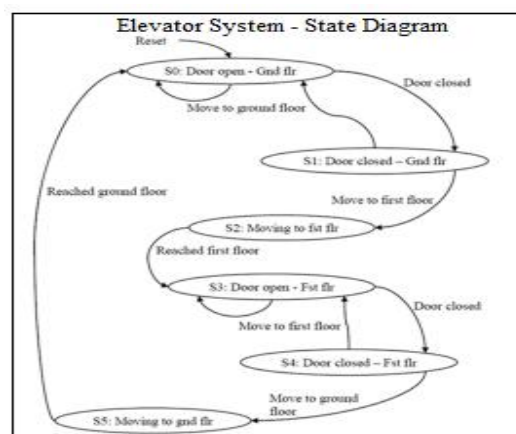 Elevator System - State Diagram
Reset
S0: Door open - Gnd flr
Door closed
Move to ground floor
S1: Door closed – Gnd flr
Reached ground floor
Move to first floor
S2: Moving to fst flr
Reached first floor
S3: Door open - Fst flr
Door closed
Move to first floor
S4: Door closed – Fst flr
Move to ground
floor
S5: Moving to gnd flr